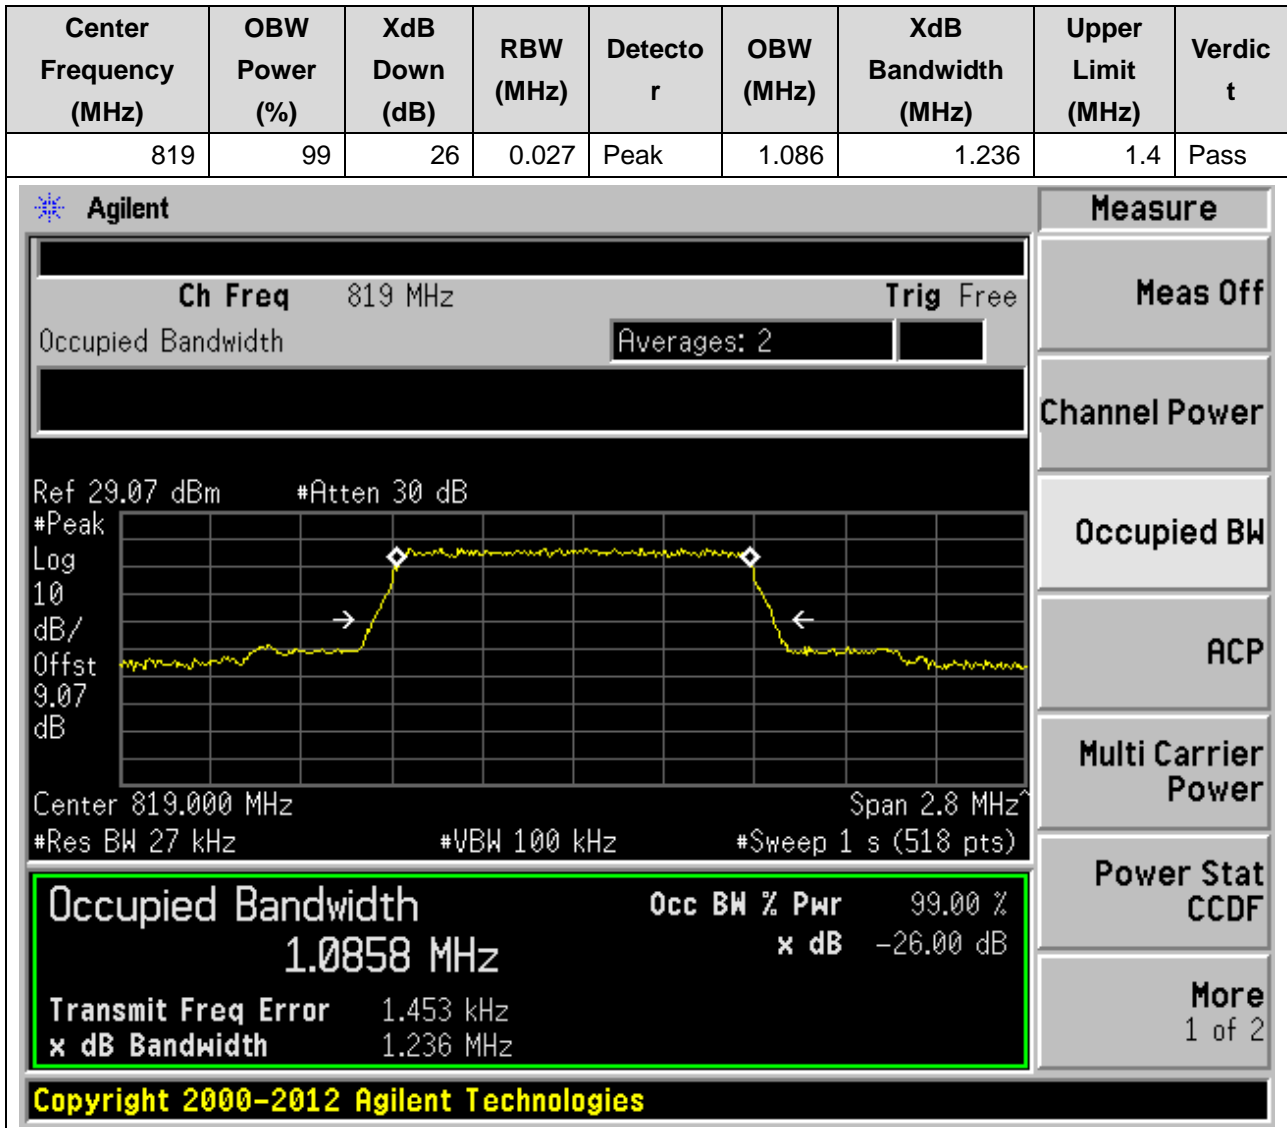 Center Frequency (MHz) OBW Power (%) XdB Down (dB) RBW (MHz) Detecto r OBW (MHz) XdB Bandwidth (MHz) Upper Limit (MHz) Verdic t
819 99 26 0.027 Peak 1.086 1.236 1.4 Pass
Agilent
Measure
Ch Freq 819 MHz Trig Free
Meas Off
Occupied Bandwidth Averages: 2
Channel Power
Ref 29.07 dBm #Atten 30 dB
#Peak
Log
10
dB/
Offst
9.07
dB
Occupied BW
ACP
Multi Carrier
Power
Center 819.000 MHz Span 2.8 MHz^
#Res BW 27 kHz #VBW 100 kHz #Sweep 1 s (518 pts)
Power Stat
CCDF
Occupied Bandwidth Occ BW % Pwr 99.00 %
1.0858 MHz x dB -26.00 dB
Transmit Freq Error 1.453 kHz
x dB Bandwidth 1.236 MHz
More
1 of 2
Copyright 2000-2012 Agilent Technologies